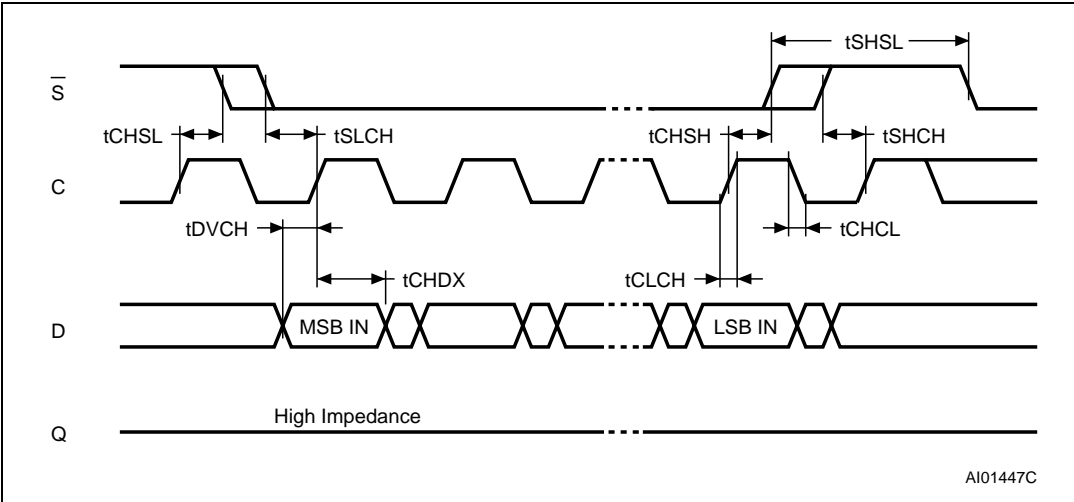 tSHSL
S̅
tCHSL
tSLCH
tCHSH
tSHCH
C
tDVCH
tCHCL
tCHDX
tCLCH
D
MSB IN
LSB IN
High Impedance
Q
AI01447C